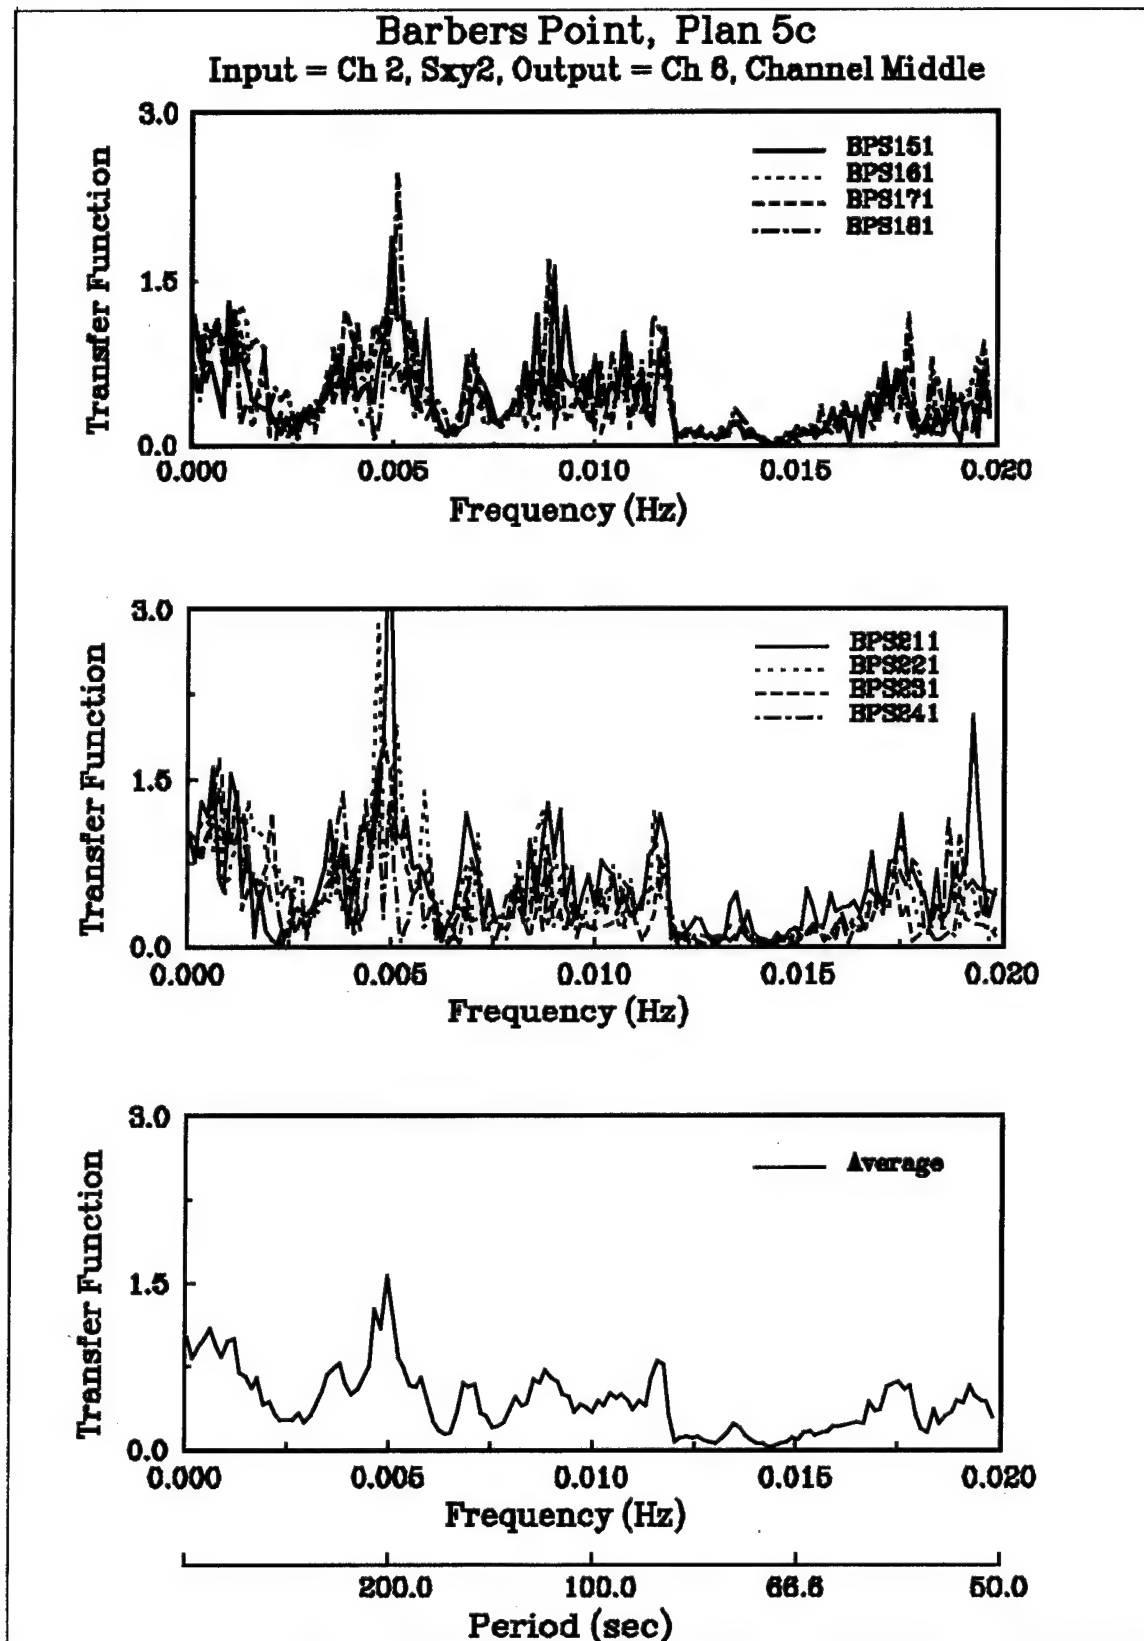 Barbers Point, Plan 5c
Input = Ch 2, Sxy2, Output = Ch 6, Channel Middle
3.0
1.5
0.0
Transfer Function
BPS151
BPS161
BPS171
BPS181
0.000 0.005 0.010 0.015 0.020
Frequency (Hz)
3.0
1.5
0.0
Transfer Function
BPS211
BPS221
BPS231
BPS241
0.000 0.005 0.010 0.015 0.020
Frequency (Hz)
3.0
1.5
0.0
Transfer Function
Average
0.000 0.005 0.010 0.015 0.020
Frequency (Hz)
200.0 100.0 66.6 50.0
Period (sec)